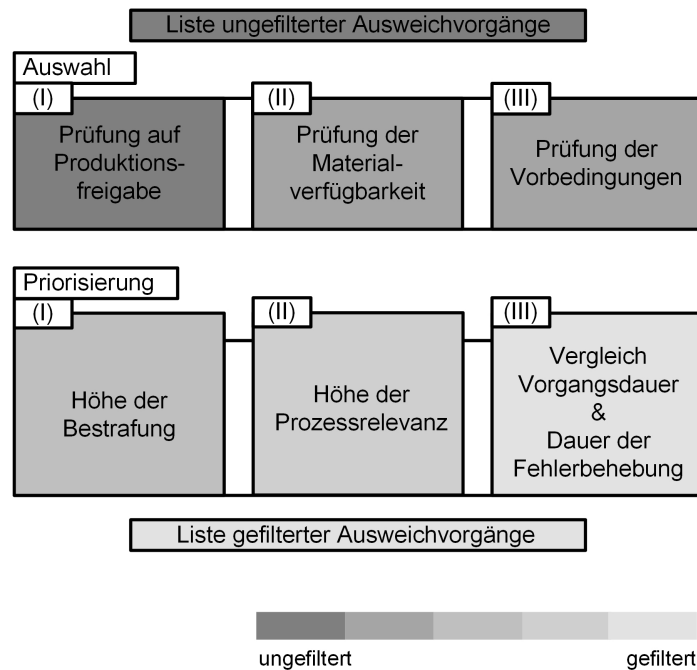 Liste ungefilterter Ausweichvorgänge
Auswahl
(I)
Prüfung auf
Produktions-
freigabe
(II)
Prüfung der
Material-
verfügbarkeit
(III)
Prüfung der
Vorbedingungen
Priorisierung
(I)
Höhe der
Bestrafung
(II)
Höhe der
Prozessrelevanz
(III)
Vergleich
Vorgangsdauer
&
Dauer der
Fehlerbehebung
Liste gefilterter Ausweichvorgänge
ungefiltert
gefiltert